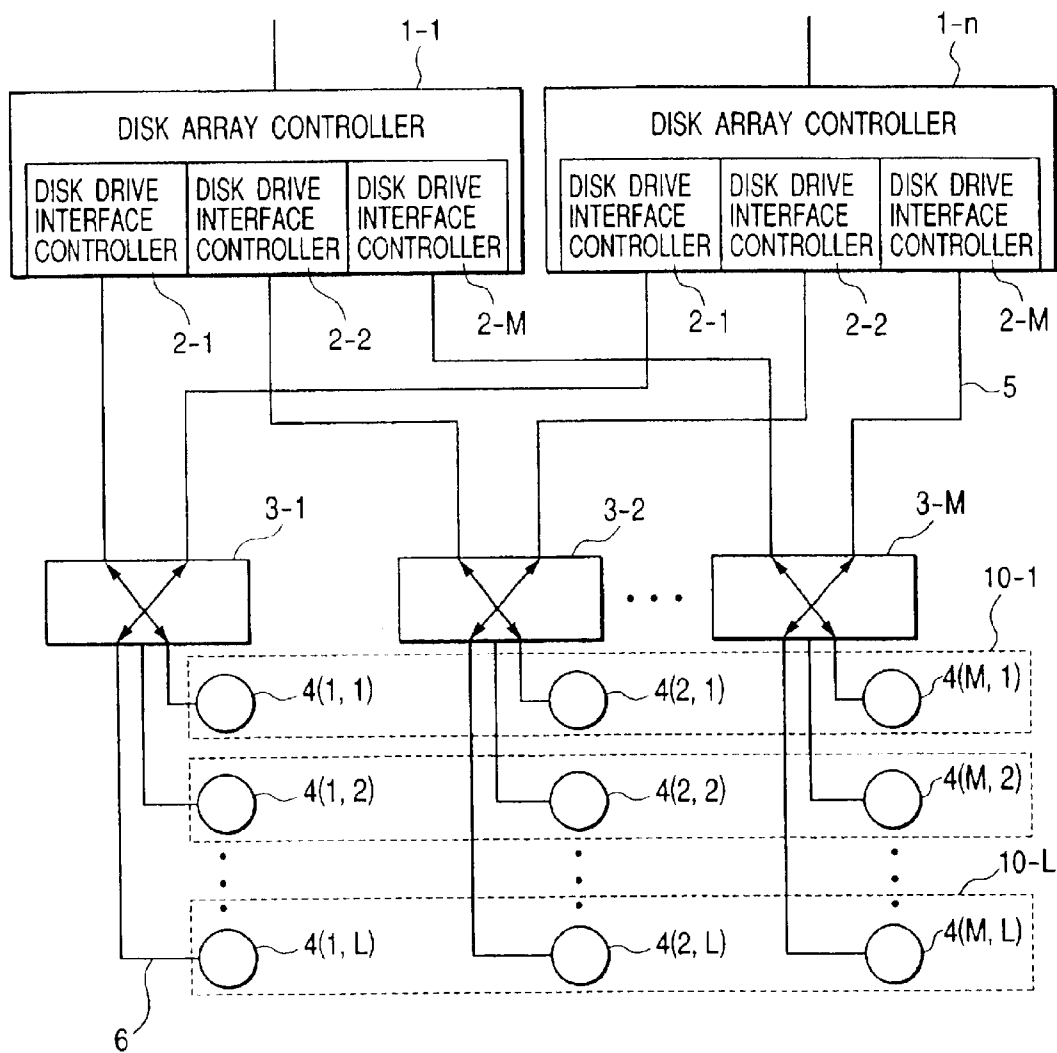 1-1
1-n
DISK ARRAY CONTROLLER
DISK ARRAY CONTROLLER
DISK DRIVE
INTERFACE
CONTROLLER
DISK DRIVE
INTERFACE
CONTROLLER
DISK DRIVE
INTERFACE
CONTROLLER
DISK DRIVE
INTERFACE
CONTROLLER
DISK DRIVE
INTERFACE
CONTROLLER
DISK DRIVE
INTERFACE
CONTROLLER
2-1
2-2
2-M
2-1
2-2
2-M
5
3-1
3-2
3-M
10-1
4(1, 1)
4(2, 1)
4(M, 1)
4(1, 2)
4(2, 2)
4(M, 2)
10-L
4(1, L)
4(2, L)
4(M, L)
6